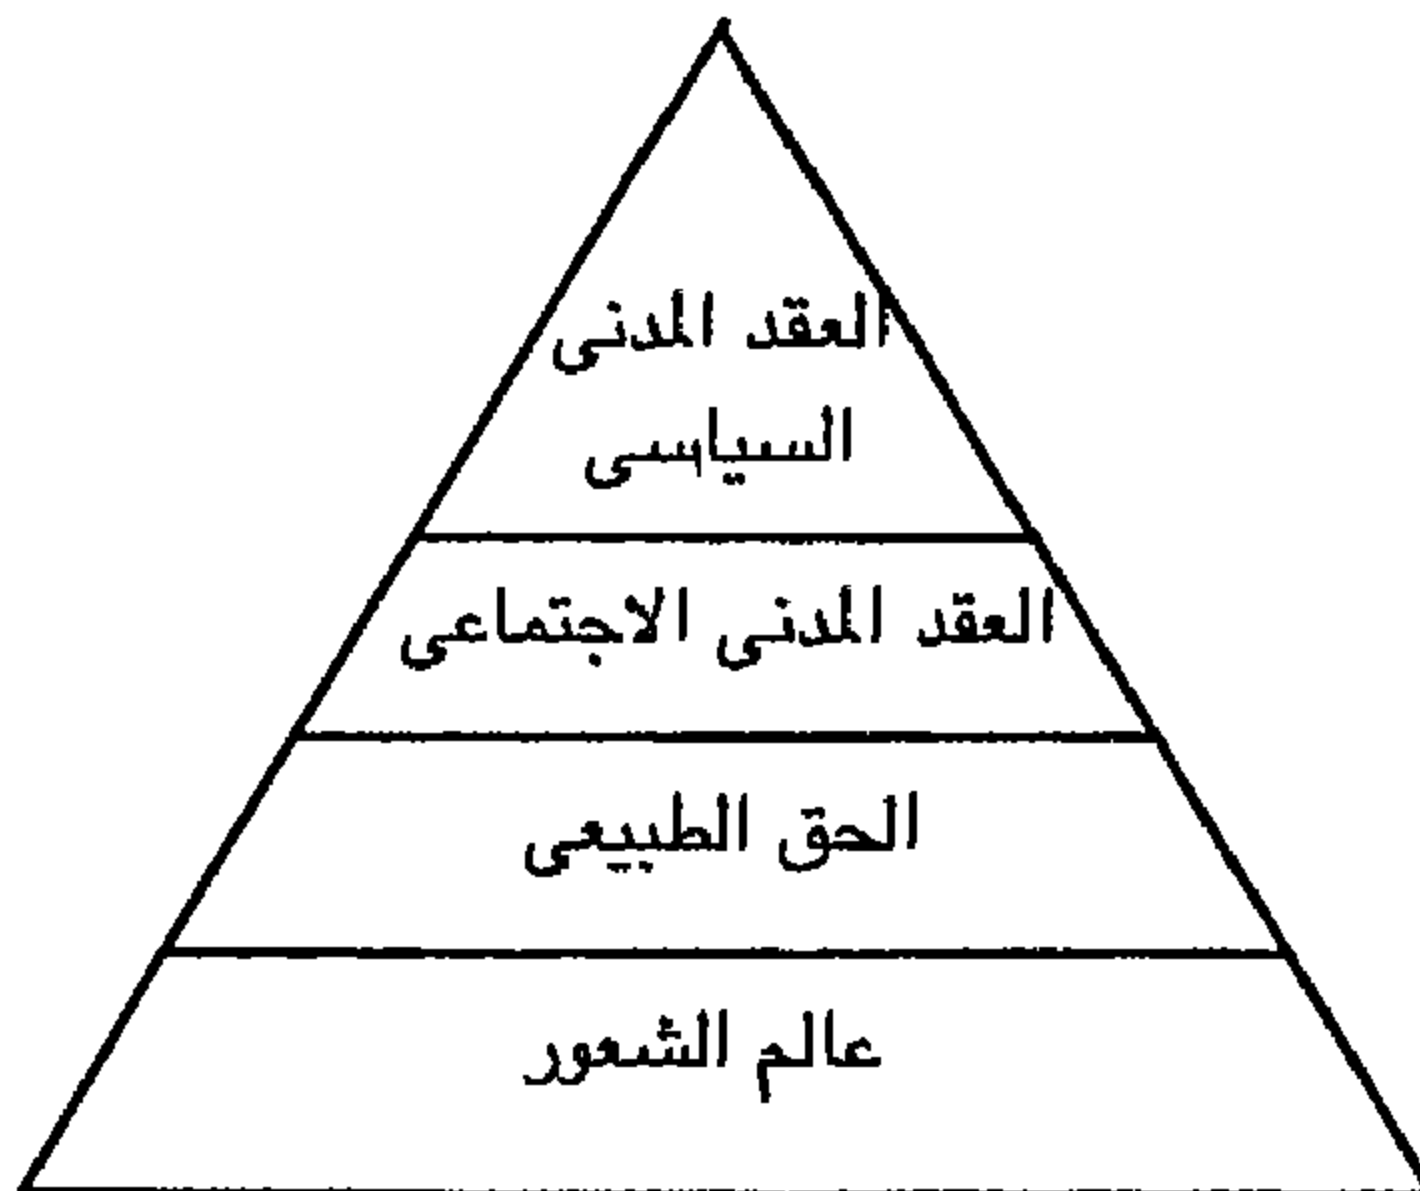 العقد المدنى
السياسى
العقد المدنى الاجتماعى
الحق الطبيعى
عالم الشعور